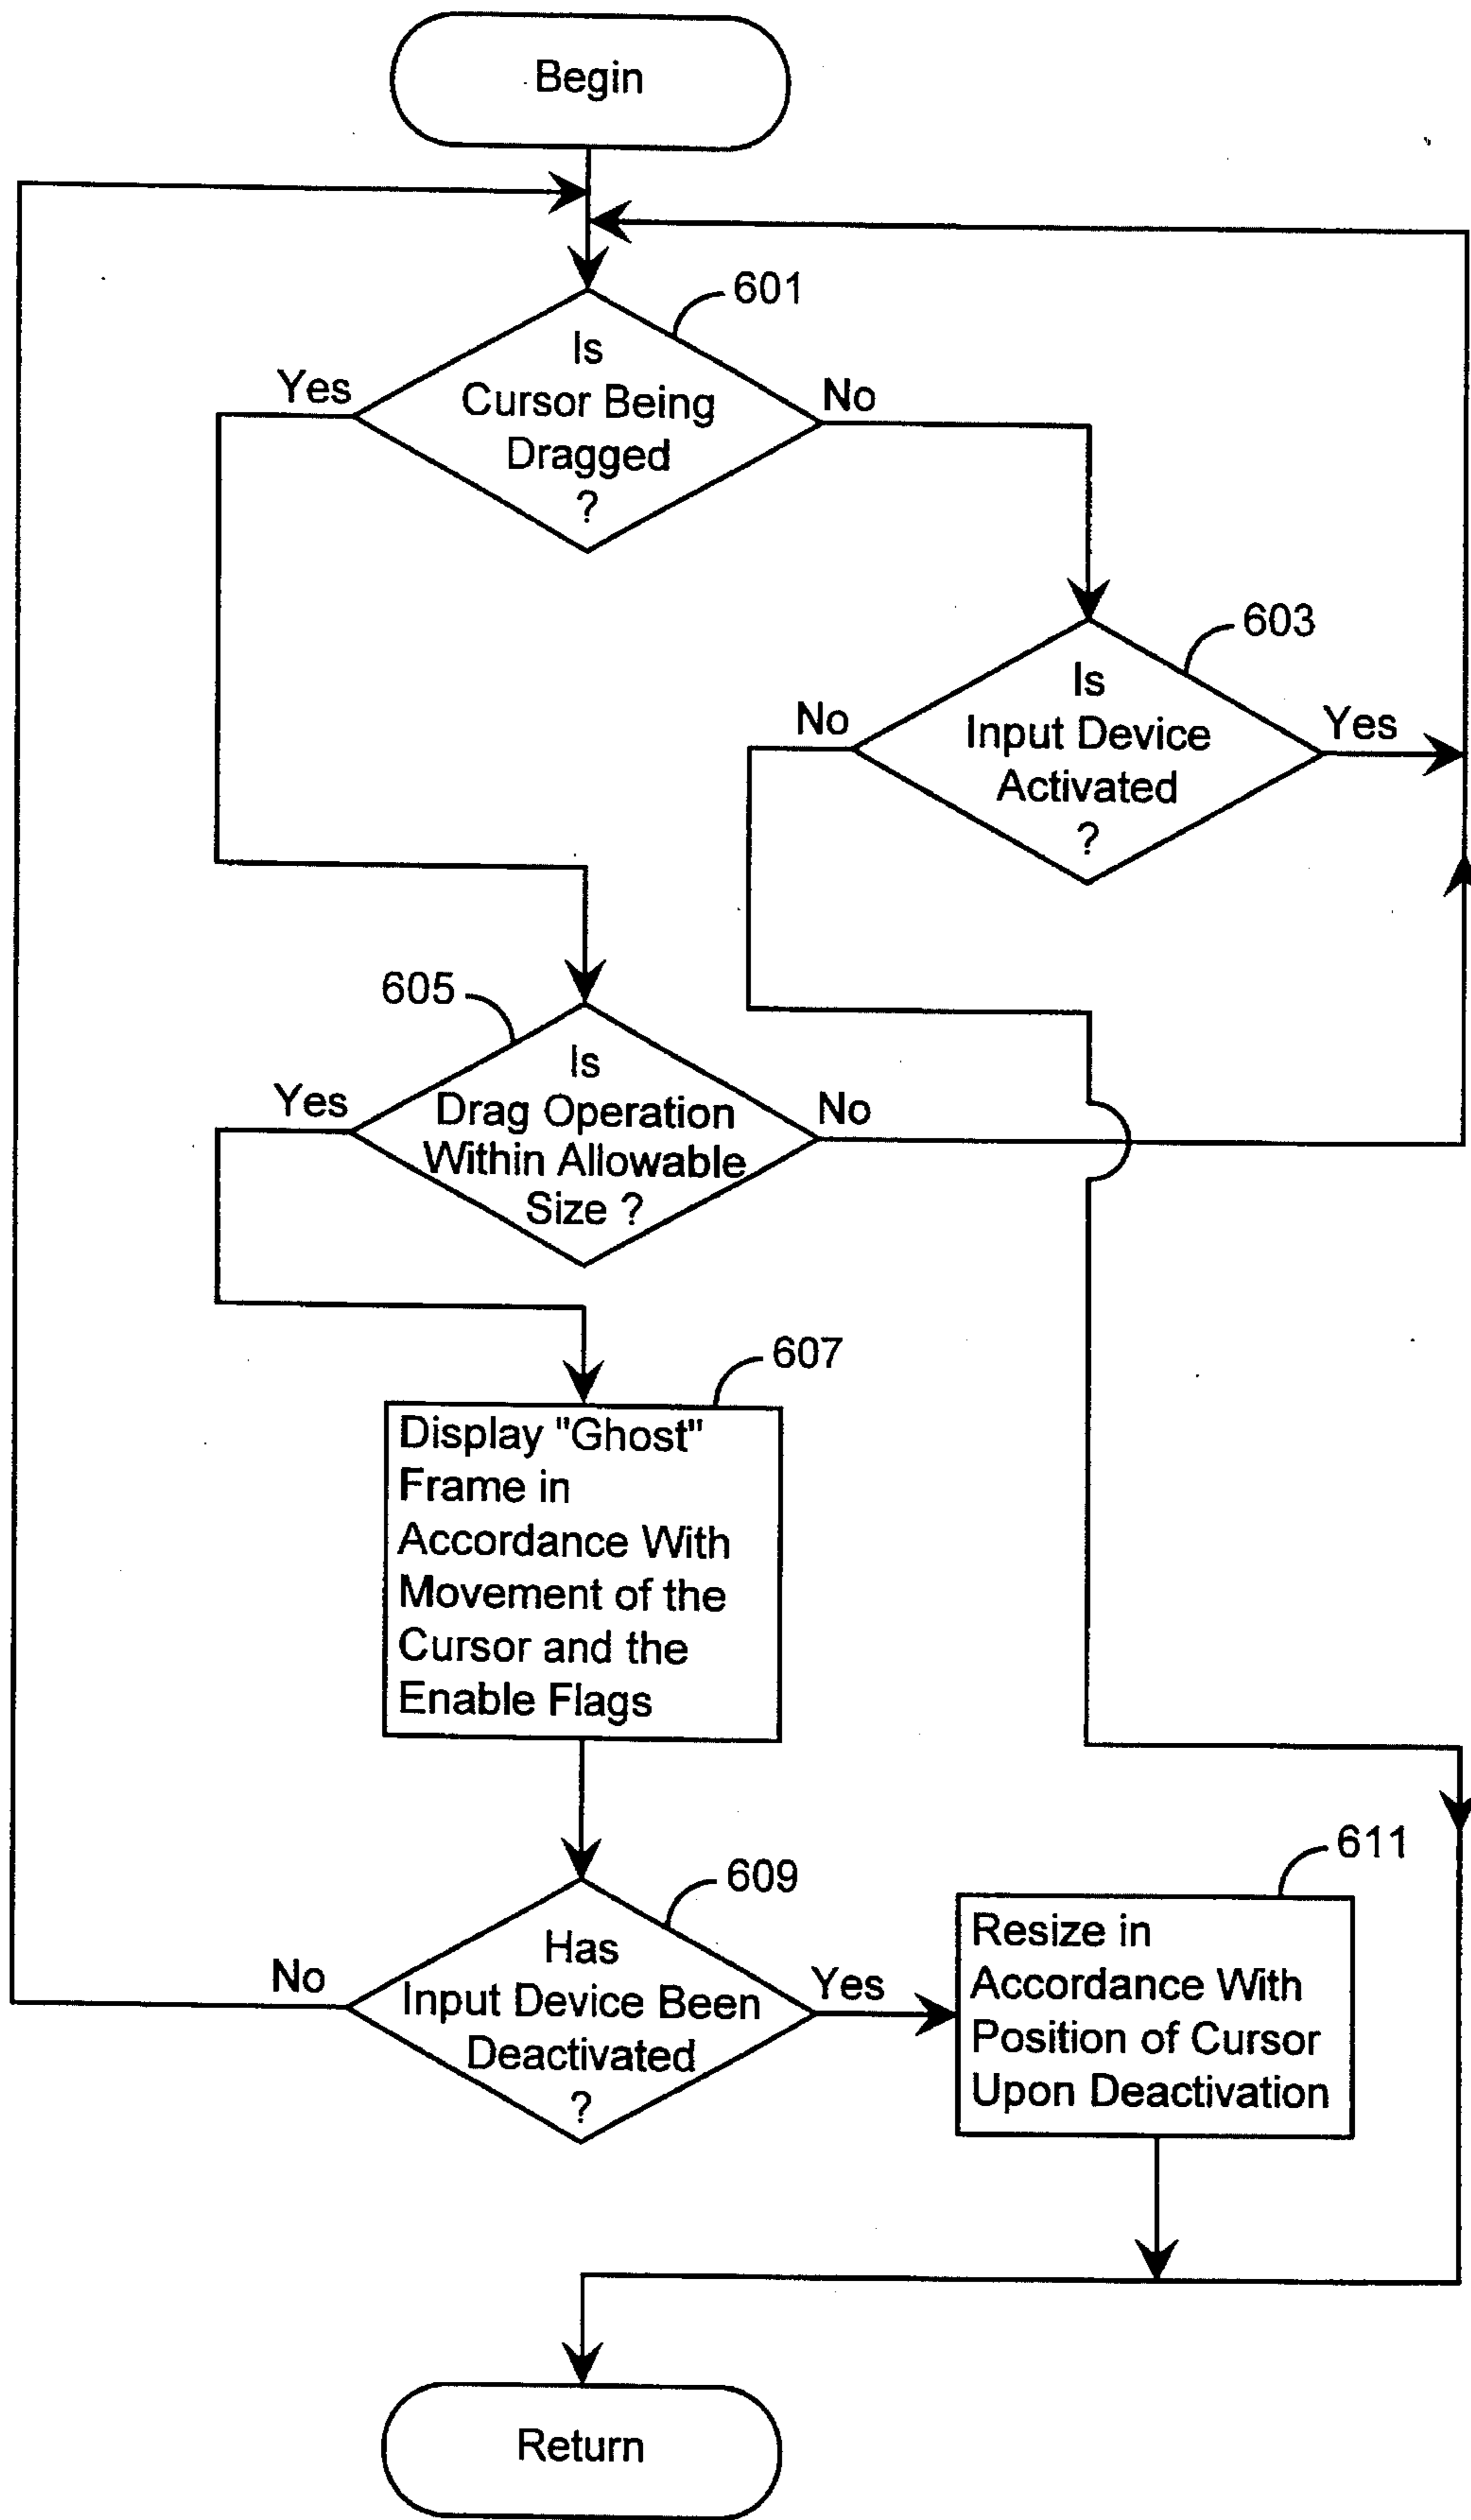 Begin
601
Is
Cursor Being
Dragged
?
Yes
No
603
Is
Input Device
Activated
?
No
Yes
605
Is
Drag Operation
Within Allowable
Size ?
Yes
No
607
Display "Ghost"
Frame in
Accordance With
Movement of the
Cursor and the
Enable Flags
609
Has
Input Device Been
Deactivated
?
No
Yes
611
Resize in
Accordance With
Position of Cursor
Upon Deactivation
Return